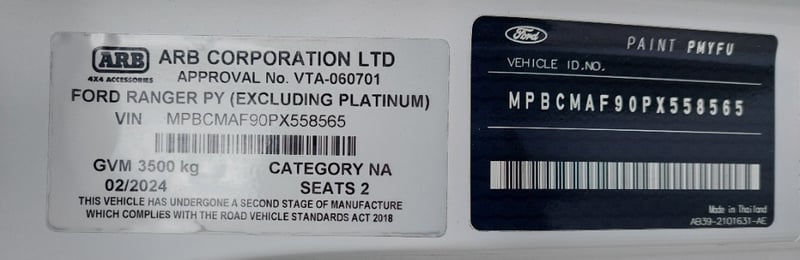 ARB
4X4 ACCESSORIES
ARB CORPORATION LTD
APPROVAL No. VTA-060701
FORD RANGER PY (EXCLUDING PLATINUM)
VIN MPBCMAF90PX558565
GVM 3500 kg CATEGORY NA
02/2024 SEATS 2
THIS VEHICLE HAS UNDERGONE A SECOND STAGE OF MANUFACTURE
WHICH COMPLIES WITH THE ROAD VEHICLE STANDARDS ACT 2018
Ford
PAINT PMYFU
VEHICLE ID.NO.
MPBCMAF90PX558565
Made in Thailand
AB39-2101631-AE